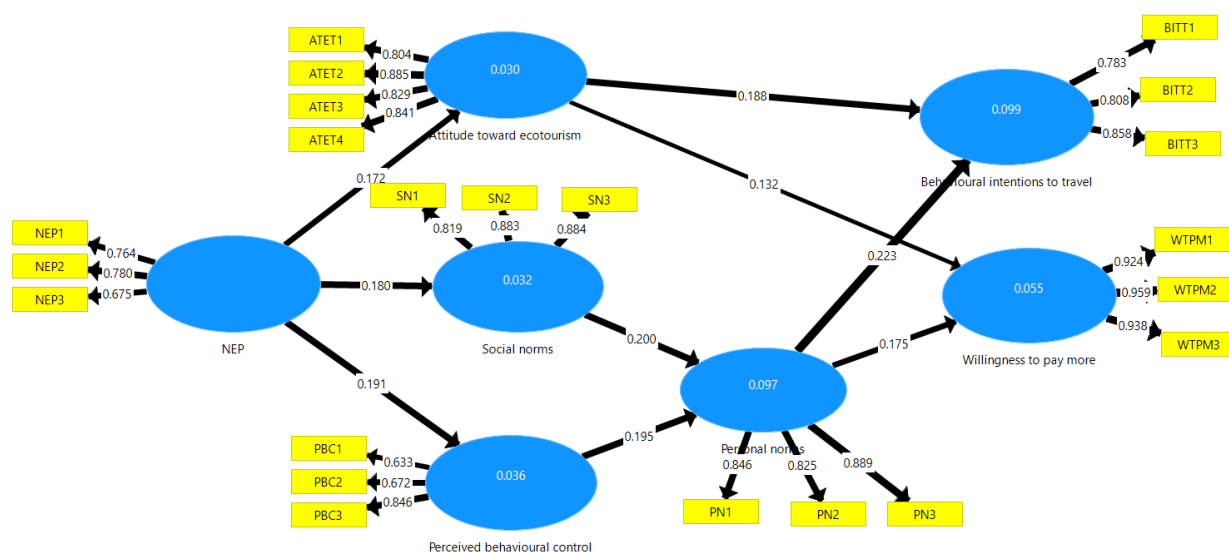 ATET1
0.804
ATET2
0.885
ATET3
0.829
ATET4
0.841
0.030
Attitude toward ecotourism
0.188
0.132
0.172
BITT1
0.783
BITT2
0.808
BITT3
0.858
0.099
Behavioural intentions to travel
SN1
SN2
SN3
0.819
0.883
0.884
0.032
Social norms
NEP1
0.764
NEP2
0.780
NEP3
0.675
NEP
0.180
0.191
0.200
0.223
WTPM1
0.924
WTPM2
0.959
WTPM3
0.938
0.055
Willingness to pay more
0.175
0.097
Personal norms
0.195
PBC1
0.633
PBC2
0.672
PBC3
0.846
0.036
Perceived behavioural control
0.846
0.825
0.889
PN1
PN2
PN3